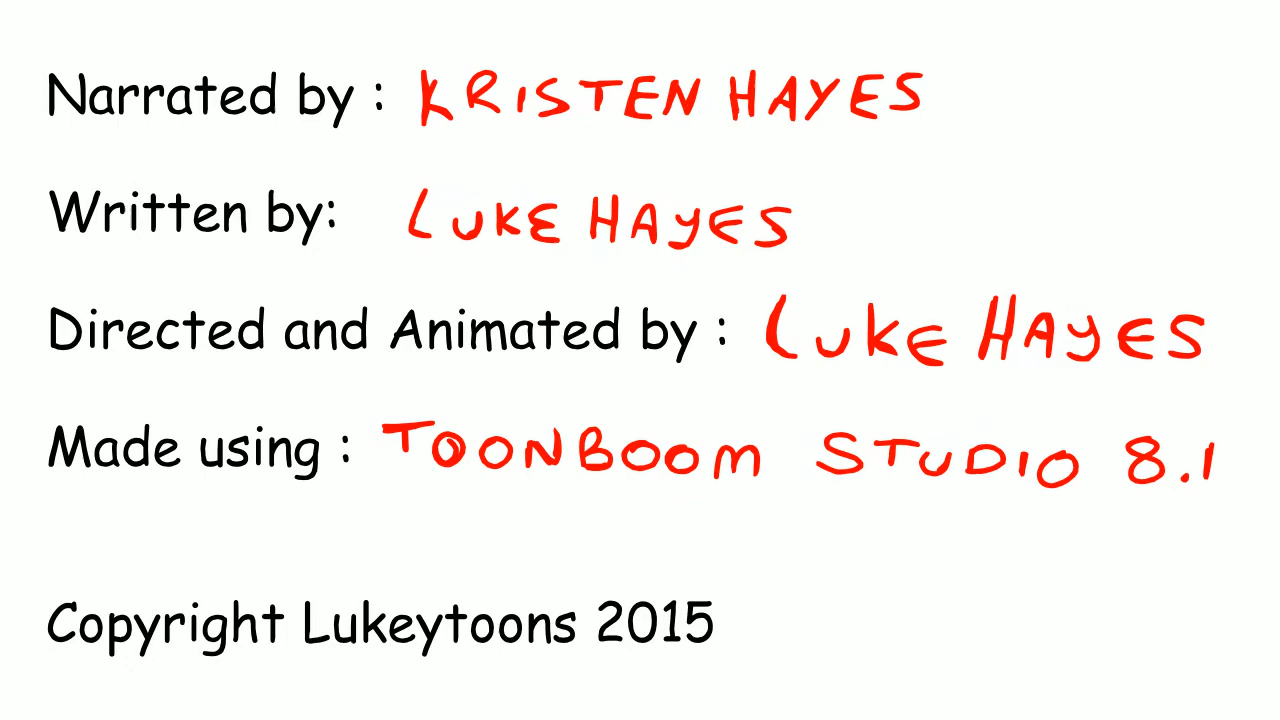 Narrated by : KRISTEN HAYES
Written by: LUKE HAYES
Directed and Animated by : LUKE HAYES
Made using : TOONBOOM STUDIO 8.1
Copyright Lukeytoons 2015